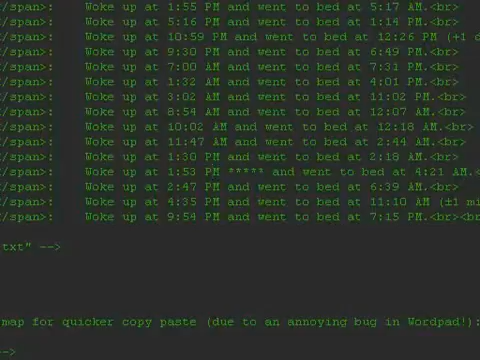 /span>: Woke up at 1:55 PM and went to bed at 5:17 AM.<br>
/span>: Woke up at 5:16 PM and went to bed at 1:14 PM.<br>
/span>: Woke up at 10:59 PM and went to bed at 12:26 PM (+1 d
/span>: Woke up at 9:30 PM and went to bed at 6:49 PM.<br>
/span>: Woke up at 7:00 AM and went to bed at 7:31 PM.<br>
/span>: Woke up at 1:32 AM and went to bed at 4:01 PM.<br>
/span>: Woke up at 3:02 AM and went to bed at 11:02 PM.<br>
/span>: Woke up at 8:54 AM and went to bed at 12:07 AM.<br>
/span>: Woke up at 10:02 AM and went to bed at 12:18 AM.<br>
/span>: Woke up at 11:47 AM and went to bed at 2:44 AM.<br>
/span>: Woke up at 1:30 PM and went to bed at 2:18 AM.<br>
/span>: Woke up at 1:53 PM ***** and went to bed at 4:21 AM.<
/span>: Woke up at 2:47 PM and went to bed at 6:39 AM.<br>
/span>: Woke up at 4:35 PM and went to bed at 11:10 AM (±1 mi
/span>: Woke up at 9:54 PM and went to bed at 7:15 PM.<br><br
txt" -->
map for quicker copy paste (due to an annoying bug in Wordpad!):
-->